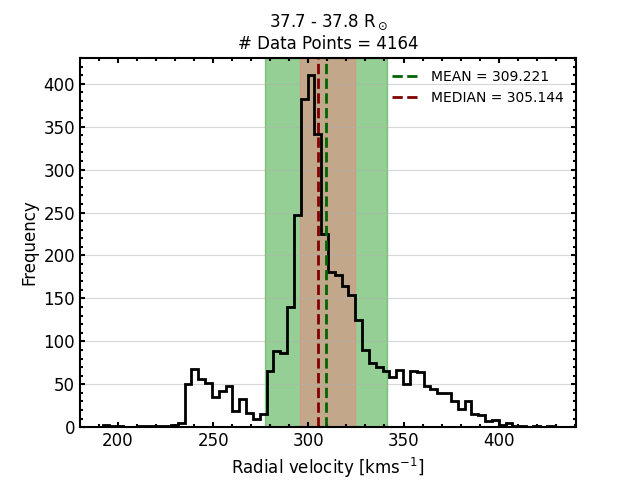 37.7 - 37.8 R⊙
# Data Points = 4164
MEAN = 309.221
MEDIAN = 305.144
Frequency
400
350
300
250
200
150
100
50
0
200 250 300 350 400
Radial velocity [kms⁻¹]